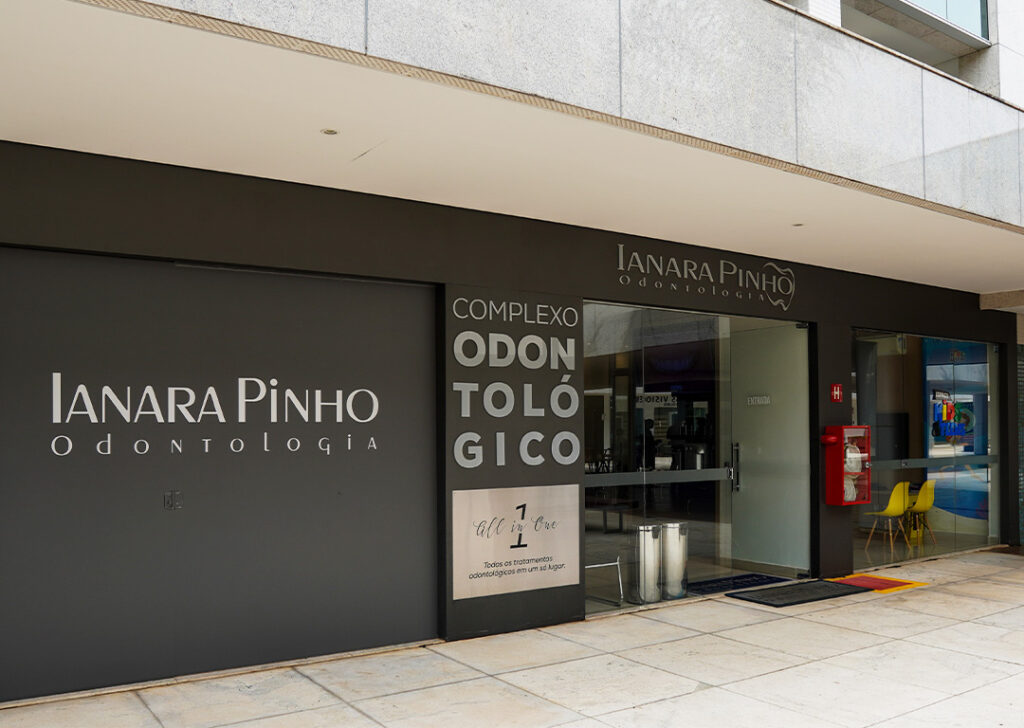 IANARA PINHO
ODONTOLOGIA
COMPLEXO
ODON
TOLÓ
GICO
All in One
1
Todos os tratamentos
odontológicos em um só lugar.
IANARA PINHO
ODONTOLOGIA
ENTRADA
H